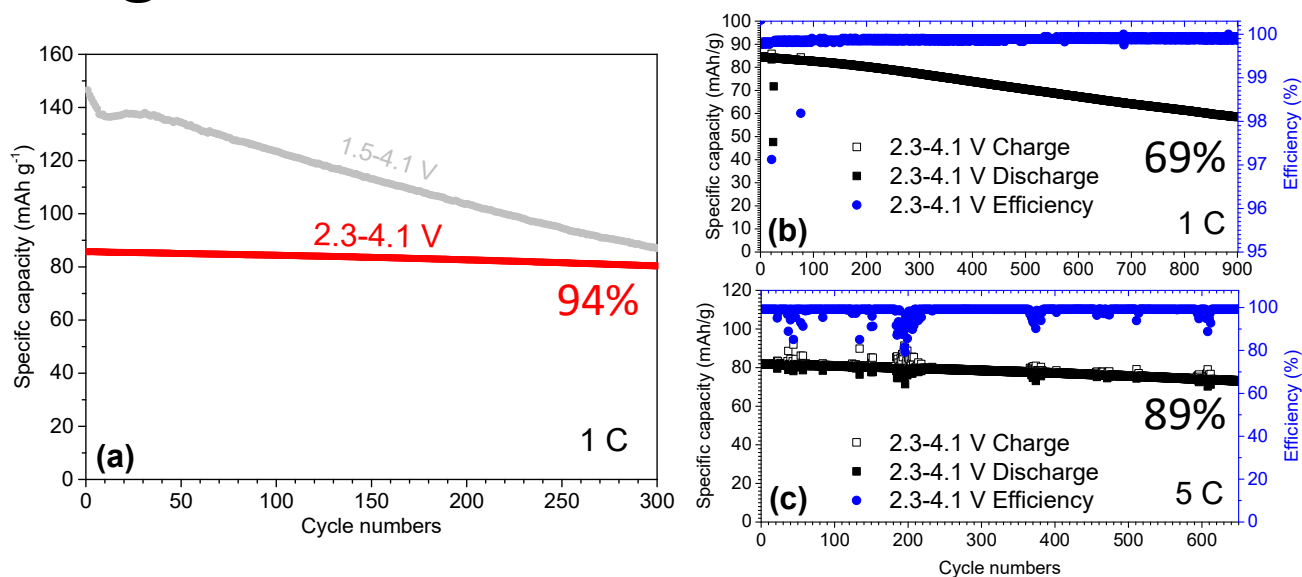 160
140
120
100
80
60
40
20
0
Specifc capacity (mAh g-1)
1.5-4.1 V
2.3-4.1 V
94%
1 C
(a)
0 50 100 150 200 250 300
Cycle numbers
100
90
80
70
60
50
40
30
20
10
0
Specific capacity (mAh/g)
2.3-4.1 V Charge
2.3-4.1 V Discharge
2.3-4.1 V Efficiency
69%
(b)
1 C
100
99
98
97
96
95
Efficiency (%)
0 100 200 300 400 500 600 700 800 900
120
100
80
60
40
20
0
Specific capacity (mAh/g)
89%
2.3-4.1 V Charge
2.3-4.1 V Discharge
2.3-4.1 V Efficiency
(c)
5 C
100
80
60
40
20
0
Efficiency (%)
0 100 200 300 400 500 600
Cycle numbers